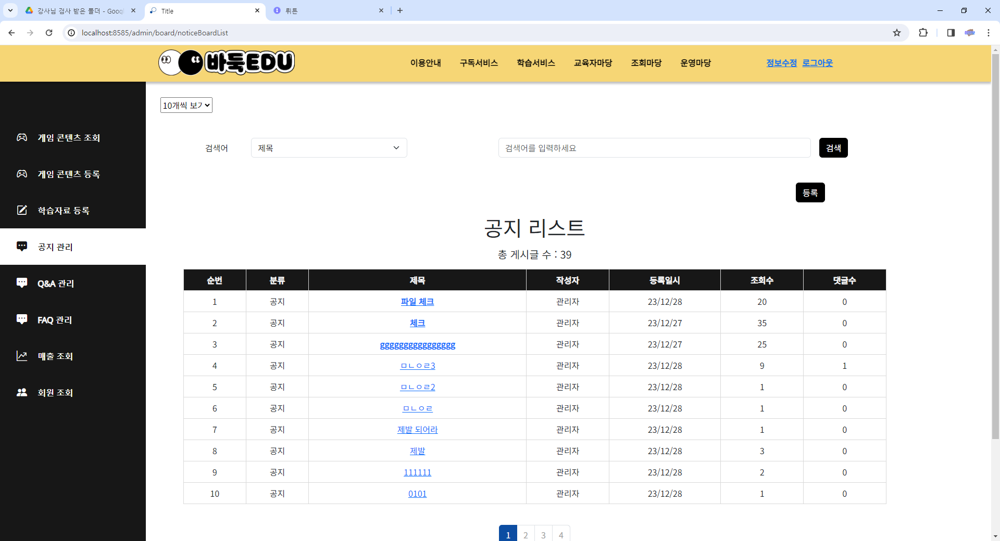 강사님 검사 받은 폴더 - Goog
Title
뤼튼
localhost:8585/admin/board/noticeBoardList
바둑EDU
이용안내 구독서비스 학습서비스 교육자마당 조회마당 운영마당 정보수정 로그아웃
10개씩 보기
게임 콘텐츠 조회
게임 콘텐츠 등록
학습자료 등록
공지 관리
Q&A 관리
FAQ 관리
매출 조회
회원 조회
검색어 제목 검색어를 입력하세요 검색
등록
공지 리스트
총 게시글 수 : 39
순번 분류 제목 작성자 등록일시 조회수 댓글수
1 공지 파일 체크 관리자 23/12/28 20 0
2 공지 체크 관리자 23/12/27 35 0
3 공지 gggggggggggggggg 관리자 23/12/27 25 0
4 공지 ㅁㄴㅇㄹ3 관리자 23/12/28 9 1
5 공지 ㅁㄴㅇㄹ2 관리자 23/12/28 1 0
6 공지 ㅁㄴㅇㄹ 관리자 23/12/28 1 0
7 공지 제발 되어라 관리자 23/12/28 1 0
8 공지 제발 관리자 23/12/28 3 0
9 공지 111111 관리자 23/12/28 2 0
10 공지 0101 관리자 23/12/28 1 0
1 2 3 4